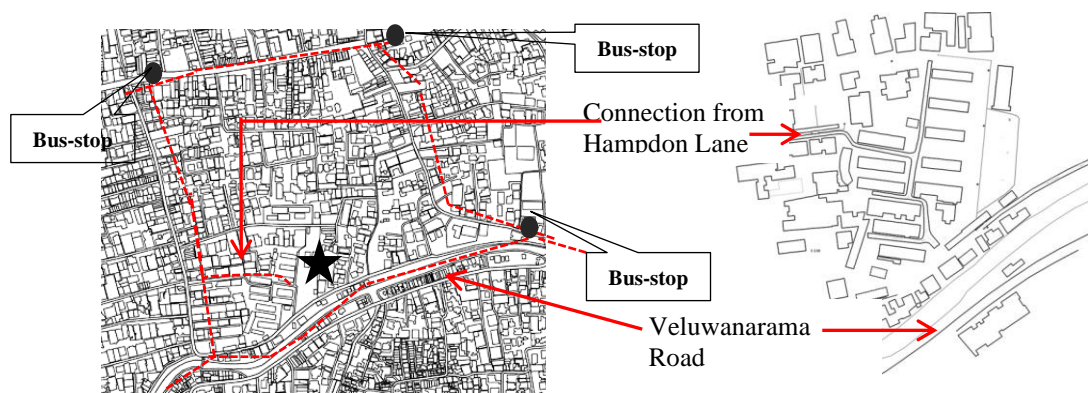 Bus-stop
Bus-stop
Connection from
Hampdon Lane
Bus-stop
Veluwanarama
Road